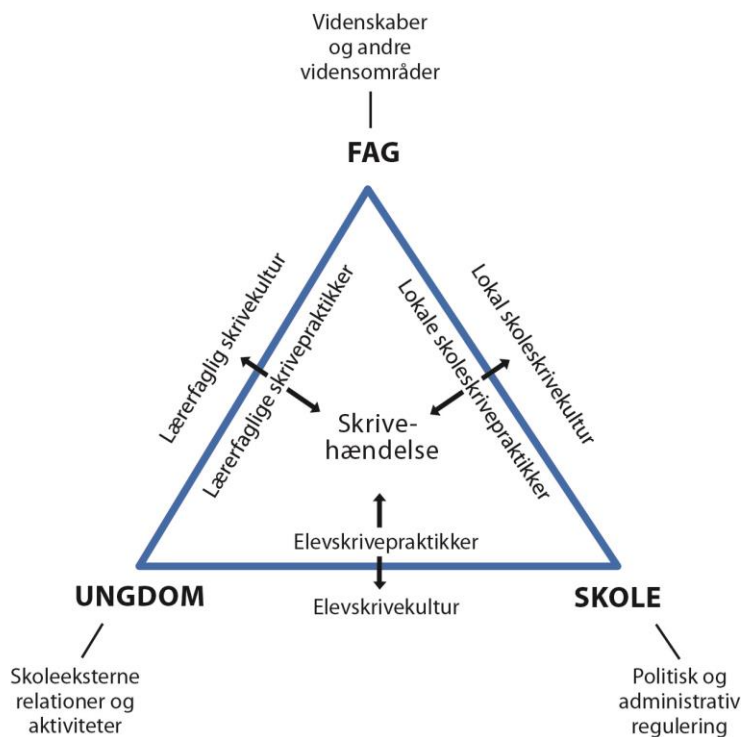 Videnskaber
og andre
vidensområder
FAG
Lærerfaglig skrivekultur
Lærerfaglige skrivepraktikker
Lokale skoleskrivepraktikker
Lokal skoleskrivekultur
Skrive-
hændelse
Elevskrivepraktikker
Elevskrivekultur
UNGDOM
SKOLE
Skoleeksterne
relationer og
aktiviteter
Politisk og
administrativ
regulering